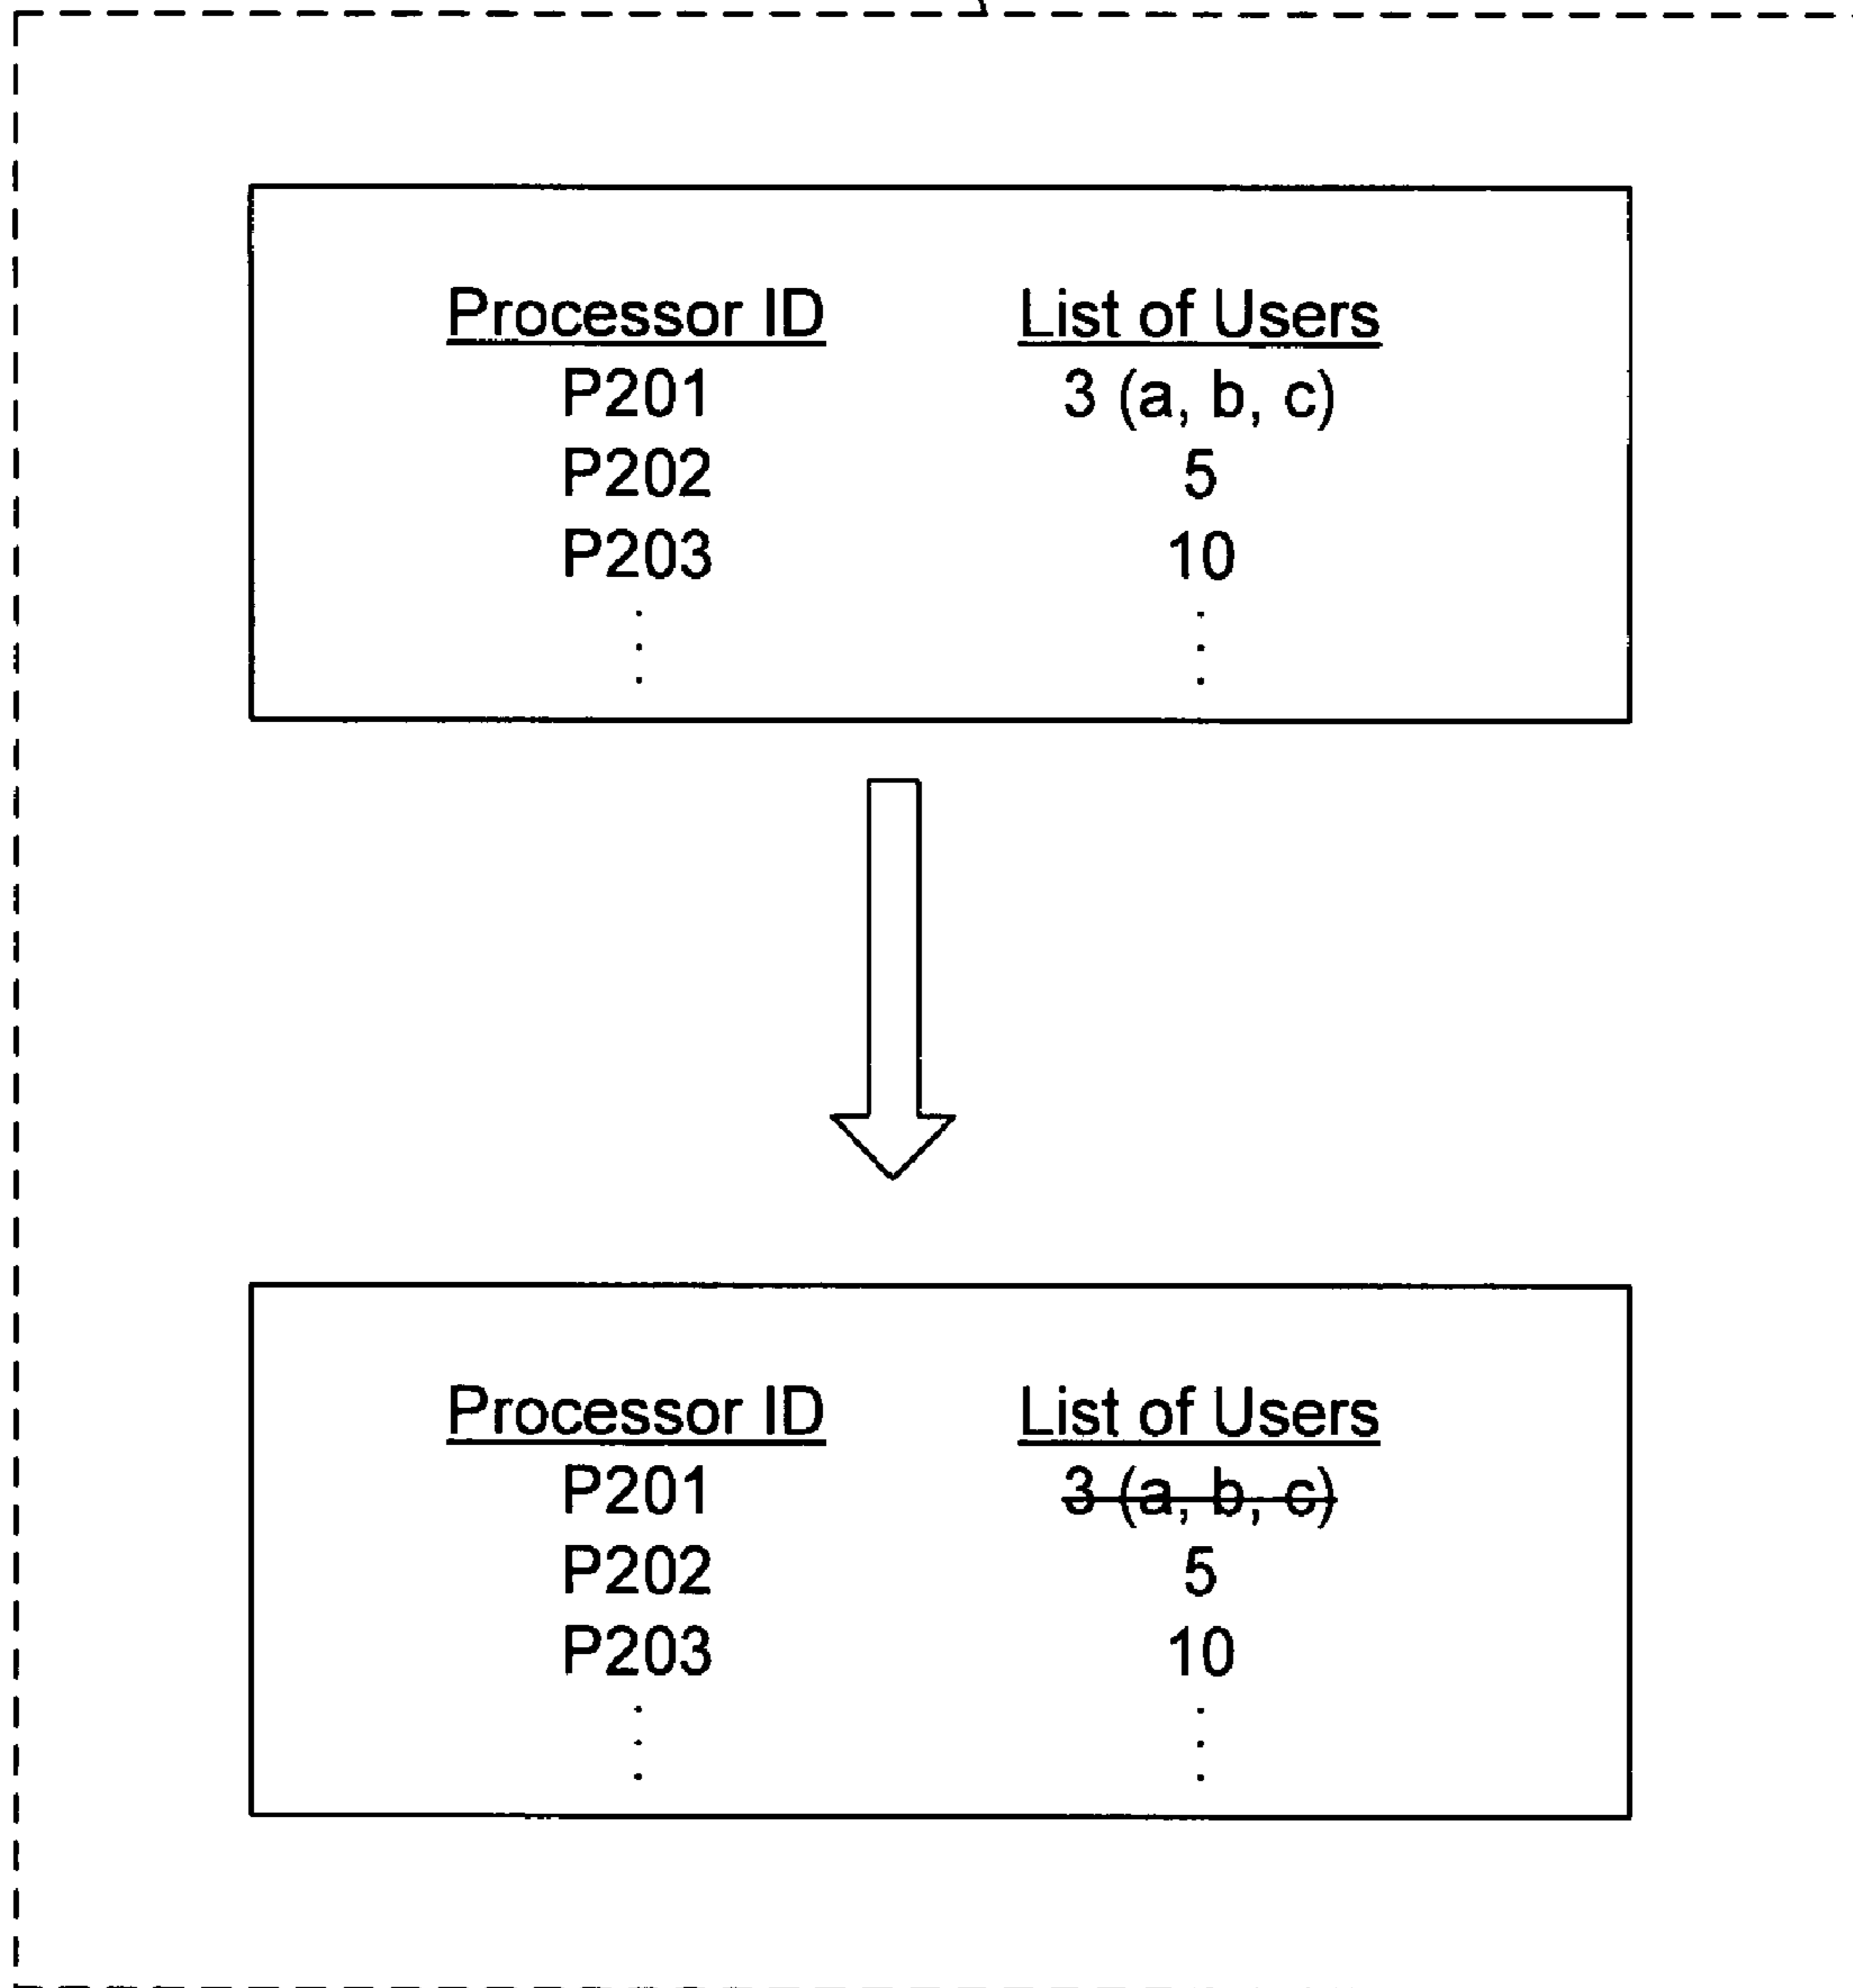 Processor ID List of Users
P201 3 (a, b, c)
P202 5
P203 10
Processor ID List of Users
P201 3 (a, b, c)
P202 5
P203 10